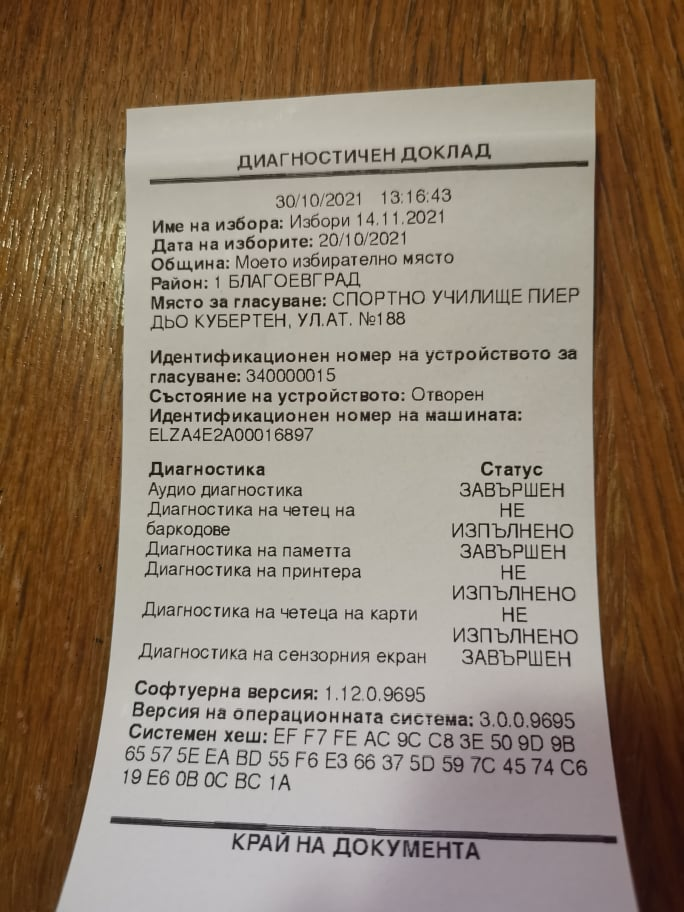 ДИАГНОСТИЧЕН ДОКЛАД
30/10/2021 13:16:43
Име на избора: Избори 14.11.2021
Дата на изборите: 20/10/2021
Община: Моето избирателно място
Район: 1 БЛАГОЕВГРАД
Място за гласуване: СПОРТНО УЧИЛИЩЕ ПИЕР
ДЬО КУБЕРТЕН, УЛ.АТ. №188
Идентификационен номер на устройството за
гласуване: 340000015
Състояние на устройството: Отворен
Идентификационен номер на машината:
ELZA4E2A00016897
Диагностика Статус
Аудио диагностика ЗАВЪРШЕН
Диагностика на четец на НЕ
баркодове ИЗПЪЛНЕНО
Диагностика на паметта ЗАВЪРШЕН
Диагностика на принтера НЕ
ИЗПЪЛНЕНО
Диагностика на четеца на карти НЕ
ИЗПЪЛНЕНО
Диагностика на сензорния екран ЗАВЪРШЕН
Софтуерна версия: 1.12.0.9695
Версия на операционната система: 3.0.0.9695
Системен хеш: EF F7 FE AC 9C C8 3E 50 9D 9B
65 57 5E EA BD 55 F6 E3 66 37 5D 59 7C 45 74 C6
19 E6 0B 0C BC 1A
КРАЙ НА ДОКУМЕНТА